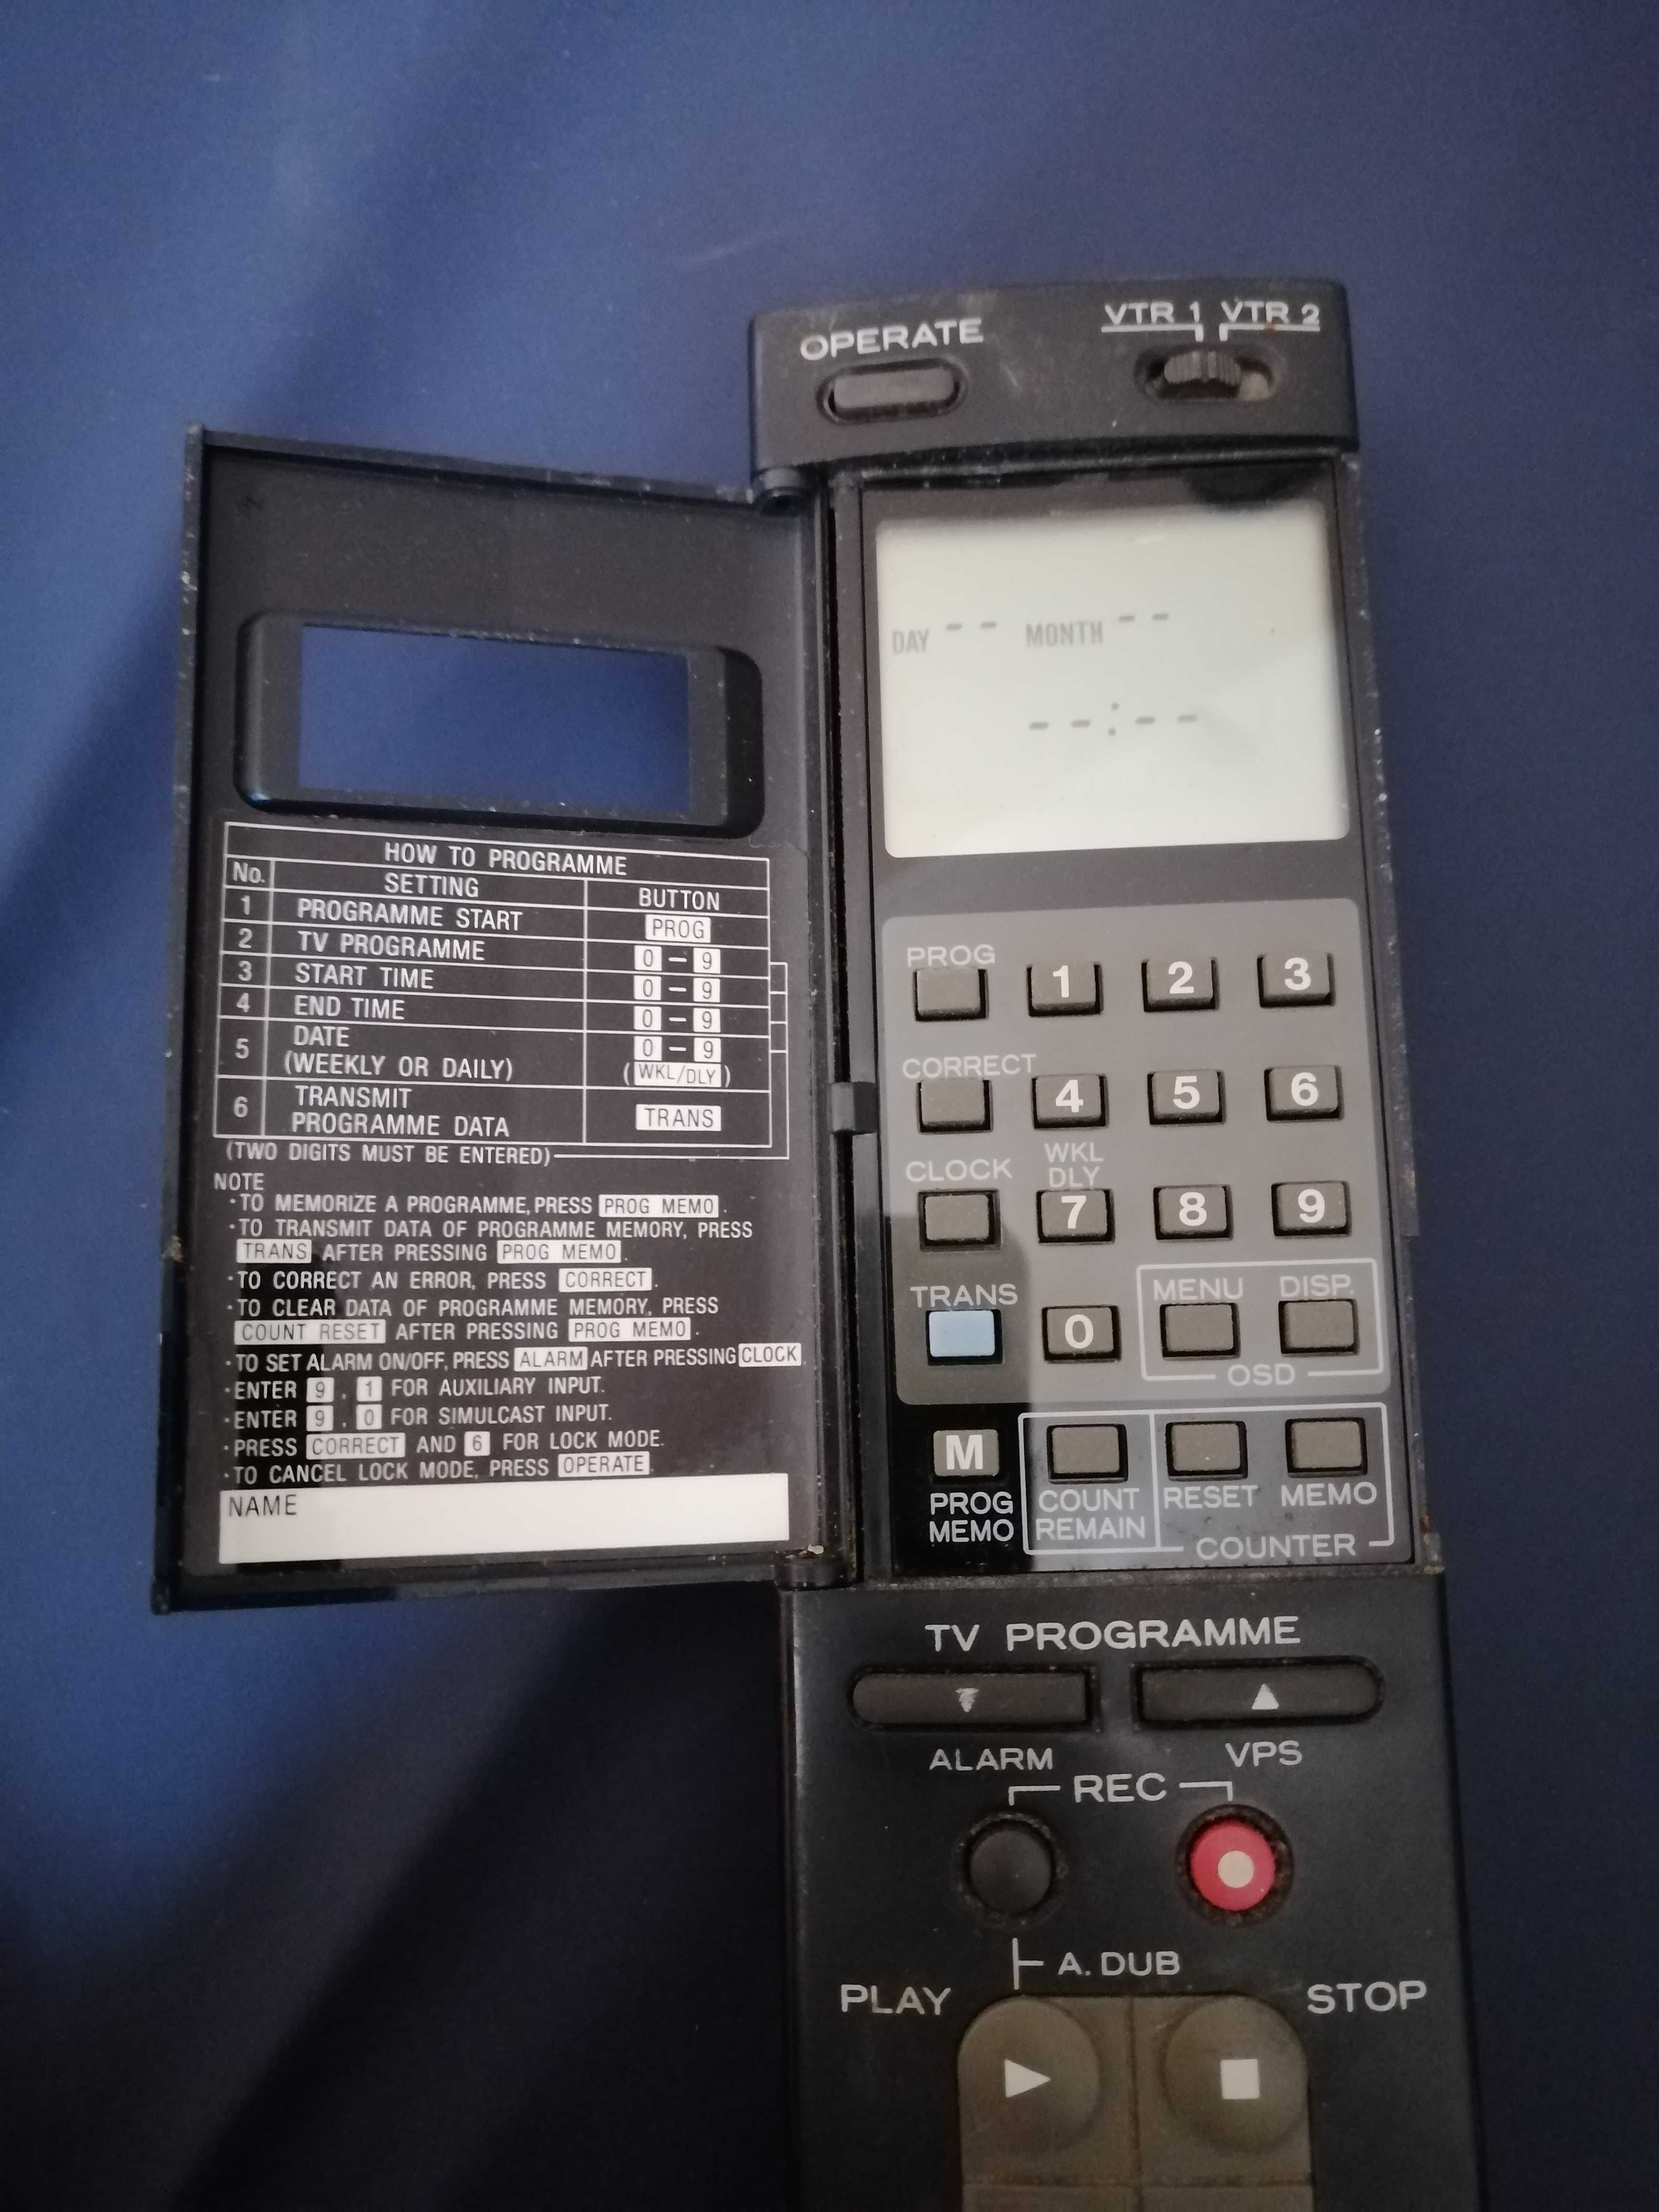 OPERATE
VTR 1 VTR 2
DAY -- MONTH --
--:--
HOW TO PROGRAMME
No. SETTING BUTTON
1 PROGRAMME START PROG
2 TV PROGRAMME 0 – 9
3 START TIME 0 – 9
4 END TIME 0 – 9
5 DATE 0 – 9
(WEEKLY OR DAILY) (WKL/DLY)
6 TRANSMIT
PROGRAMME DATA TRANS
(TWO DIGITS MUST BE ENTERED)
NOTE
·TO MEMORIZE A PROGRAMME, PRESS PROG MEMO.
·TO TRANSMIT DATA OF PROGRAMME MEMORY, PRESS
TRANS AFTER PRESSING PROG MEMO.
·TO CORRECT AN ERROR, PRESS CORRECT.
·TO CLEAR DATA OF PROGRAMME MEMORY, PRESS
COUNT RESET AFTER PRESSING PROG MEMO.
·TO SET ALARM ON/OFF, PRESS ALARM AFTER PRESSING CLOCK.
·ENTER 9, 1 FOR AUXILIARY INPUT.
·ENTER 9, 0 FOR SIMULCAST INPUT.
·PRESS CORRECT AND 6 FOR LOCK MODE.
·TO CANCEL LOCK MODE, PRESS OPERATE.
NAME
PROG
1 2 3
CORRECT
4 5 6
CLOCK WKL
DLY
7 8 9
TRANS MENU DISP.
0
OSD
M
PROG COUNT RESET MEMO
MEMO REMAIN
COUNTER
TV PROGRAMME
ALARM VPS
REC
A. DUB
PLAY STOP